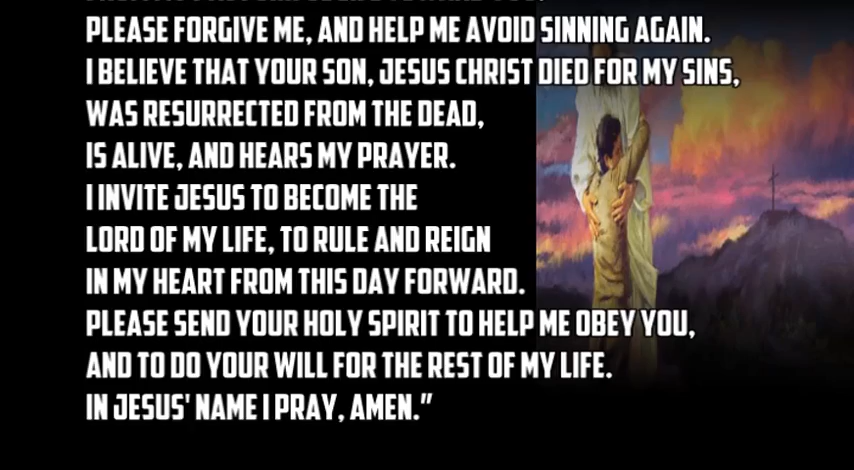 PLEASE FORGIVE ME, AND HELP ME AVOID SINNING AGAIN.
I BELIEVE THAT YOUR SON, JESUS CHRIST DIED FOR MY SINS,
WAS RESURRECTED FROM THE DEAD,
IS ALIVE, AND HEARS MY PRAYER.
I INVITE JESUS TO BECOME THE
LORD OF MY LIFE, TO RULE AND REIGN
IN MY HEART FROM THIS DAY FORWARD.
PLEASE SEND YOUR HOLY SPIRIT TO HELP ME OBEY YOU,
AND TO DO YOUR WILL FOR THE REST OF MY LIFE.
IN JESUS' NAME I PRAY, AMEN."